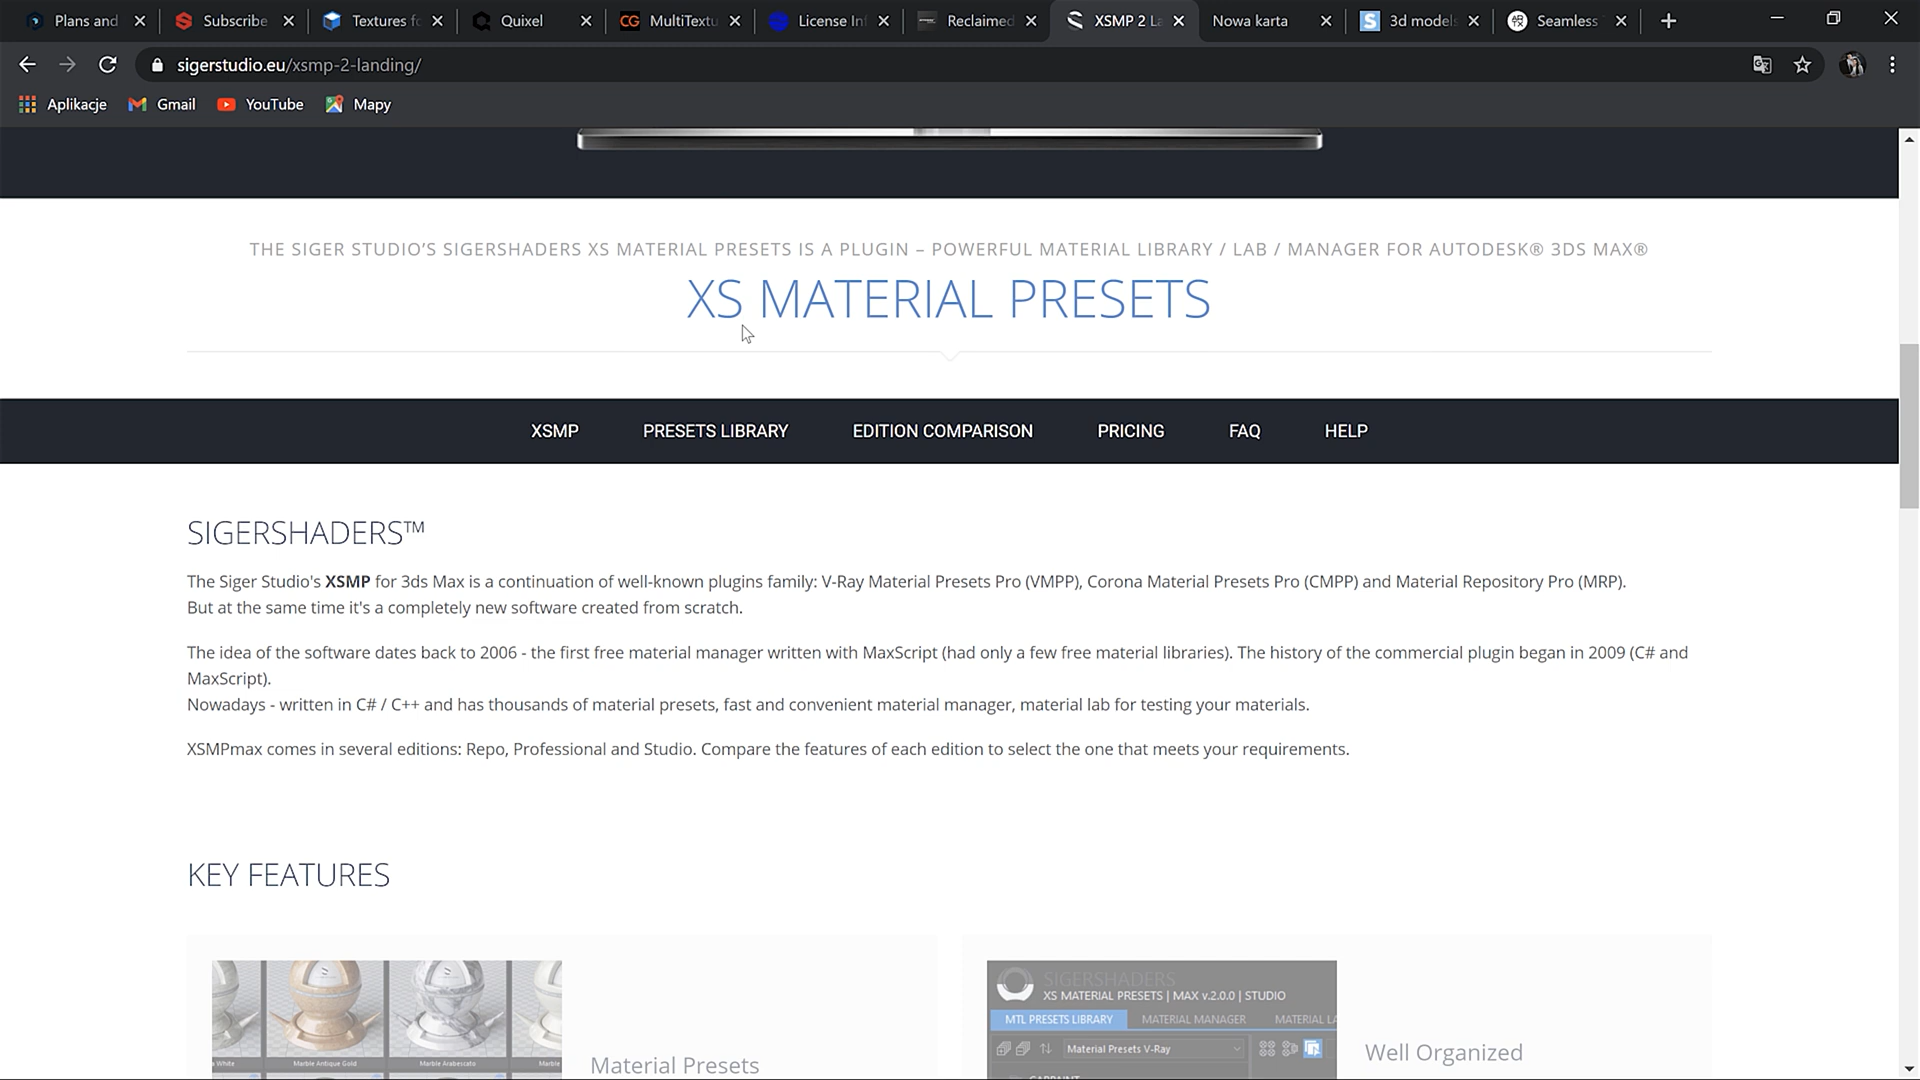 Plans and
Subscribe
Textures fo
Quixel
MultiTextu
License In
Reclaimed
XSMP 2 La
Nowa karta
3d models
Seamless
sigerstudio.eu/xsmp-2-landing/
Aplikacje
Gmail
YouTube
Mapy
THE SIGER STUDIO'S SIGERSHADERS XS MATERIAL PRESETS IS A PLUGIN – POWERFUL MATERIAL LIBRARY / LAB / MANAGER FOR AUTODESK® 3DS MAX®
XS MATERIAL PRESETS
XSMP
PRESETS LIBRARY
EDITION COMPARISON
PRICING
FAQ
HELP
SIGERSHADERS™
The Siger Studio's XSMP for 3ds Max is a continuation of well-known plugins family: V-Ray Material Presets Pro (VMPP), Corona Material Presets Pro (CMPP) and Material Repository Pro (MRP).
But at the same time it's a completely new software created from scratch.
The idea of the software dates back to 2006 - the first free material manager written with MaxScript (had only a few free material libraries). The history of the commercial plugin began in 2009 (C# and
MaxScript).
Nowadays - written in C# / C++ and has thousands of material presets, fast and convenient material manager, material lab for testing your materials.
XSMPmax comes in several editions: Repo, Professional and Studio. Compare the features of each edition to select the one that meets your requirements.
KEY FEATURES
White
Marble Antique Gold
Marble Arabescato
Marble
Material Presets
SIGERSHADERS
XS MATERIAL PRESETS | MAX v.2.0.0 | STUDIO
MTL PRESETS LIBRARY
MATERIAL MANAGER
MATERIAL LA
Material Presets V-Ray
CARPAINT
Well Organized